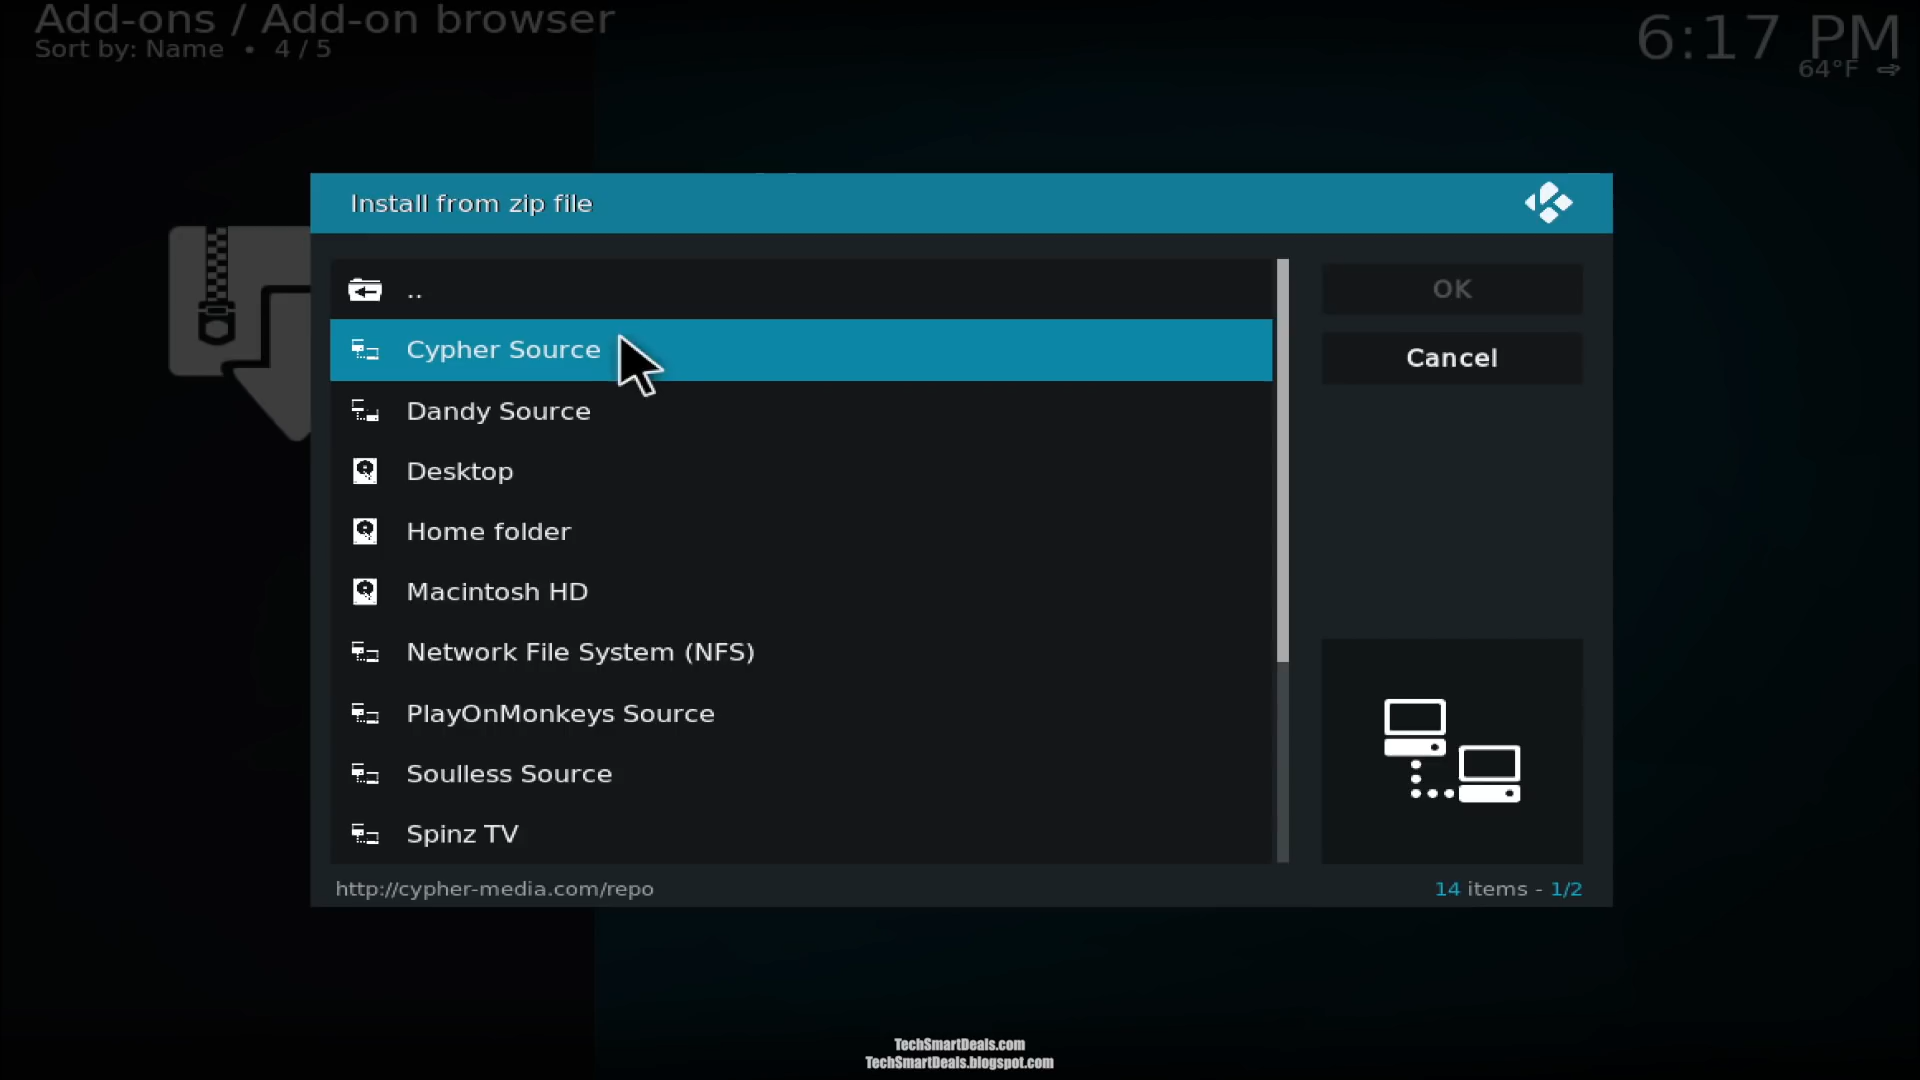 Add-ons / Add-on browser
Sort by: Name • 4 / 5
6:17 PM
64°F
Install from zip file
..
Cypher Source
Dandy Source
Desktop
Home folder
Macintosh HD
Network File System (NFS)
PlayOnMonkeys Source
Soulless Source
Spinz TV
OK
Cancel
http://cypher-media.com/repo
14 items - 1/2
TechSmartDeals.com
TechSmartDeals.blogspot.com